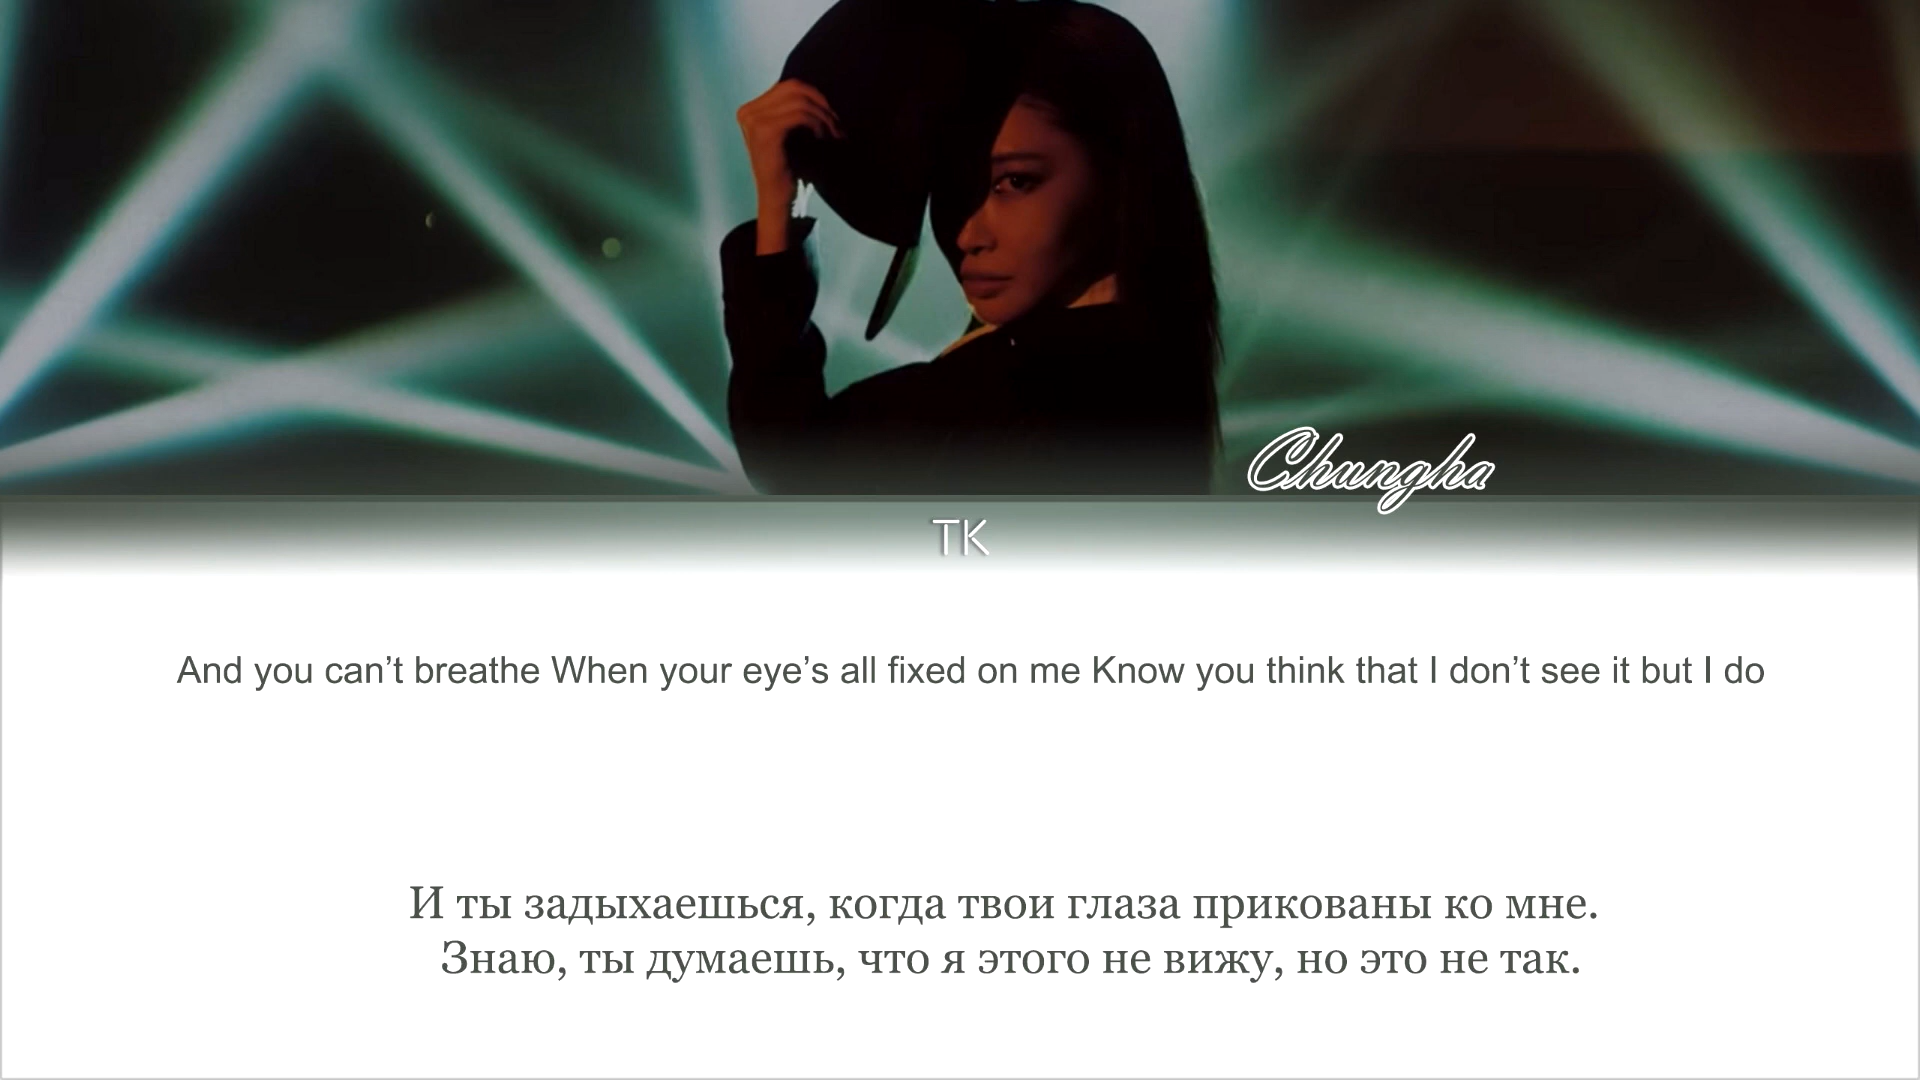 Chungha
TK
And you can’t breathe When your eye’s all fixed on me Know you think that I don’t see it but I do
И ты задыхаешься, когда твои глаза прикованы ко мне.
Знаю, ты думаешь, что я этого не вижу, но это не так.